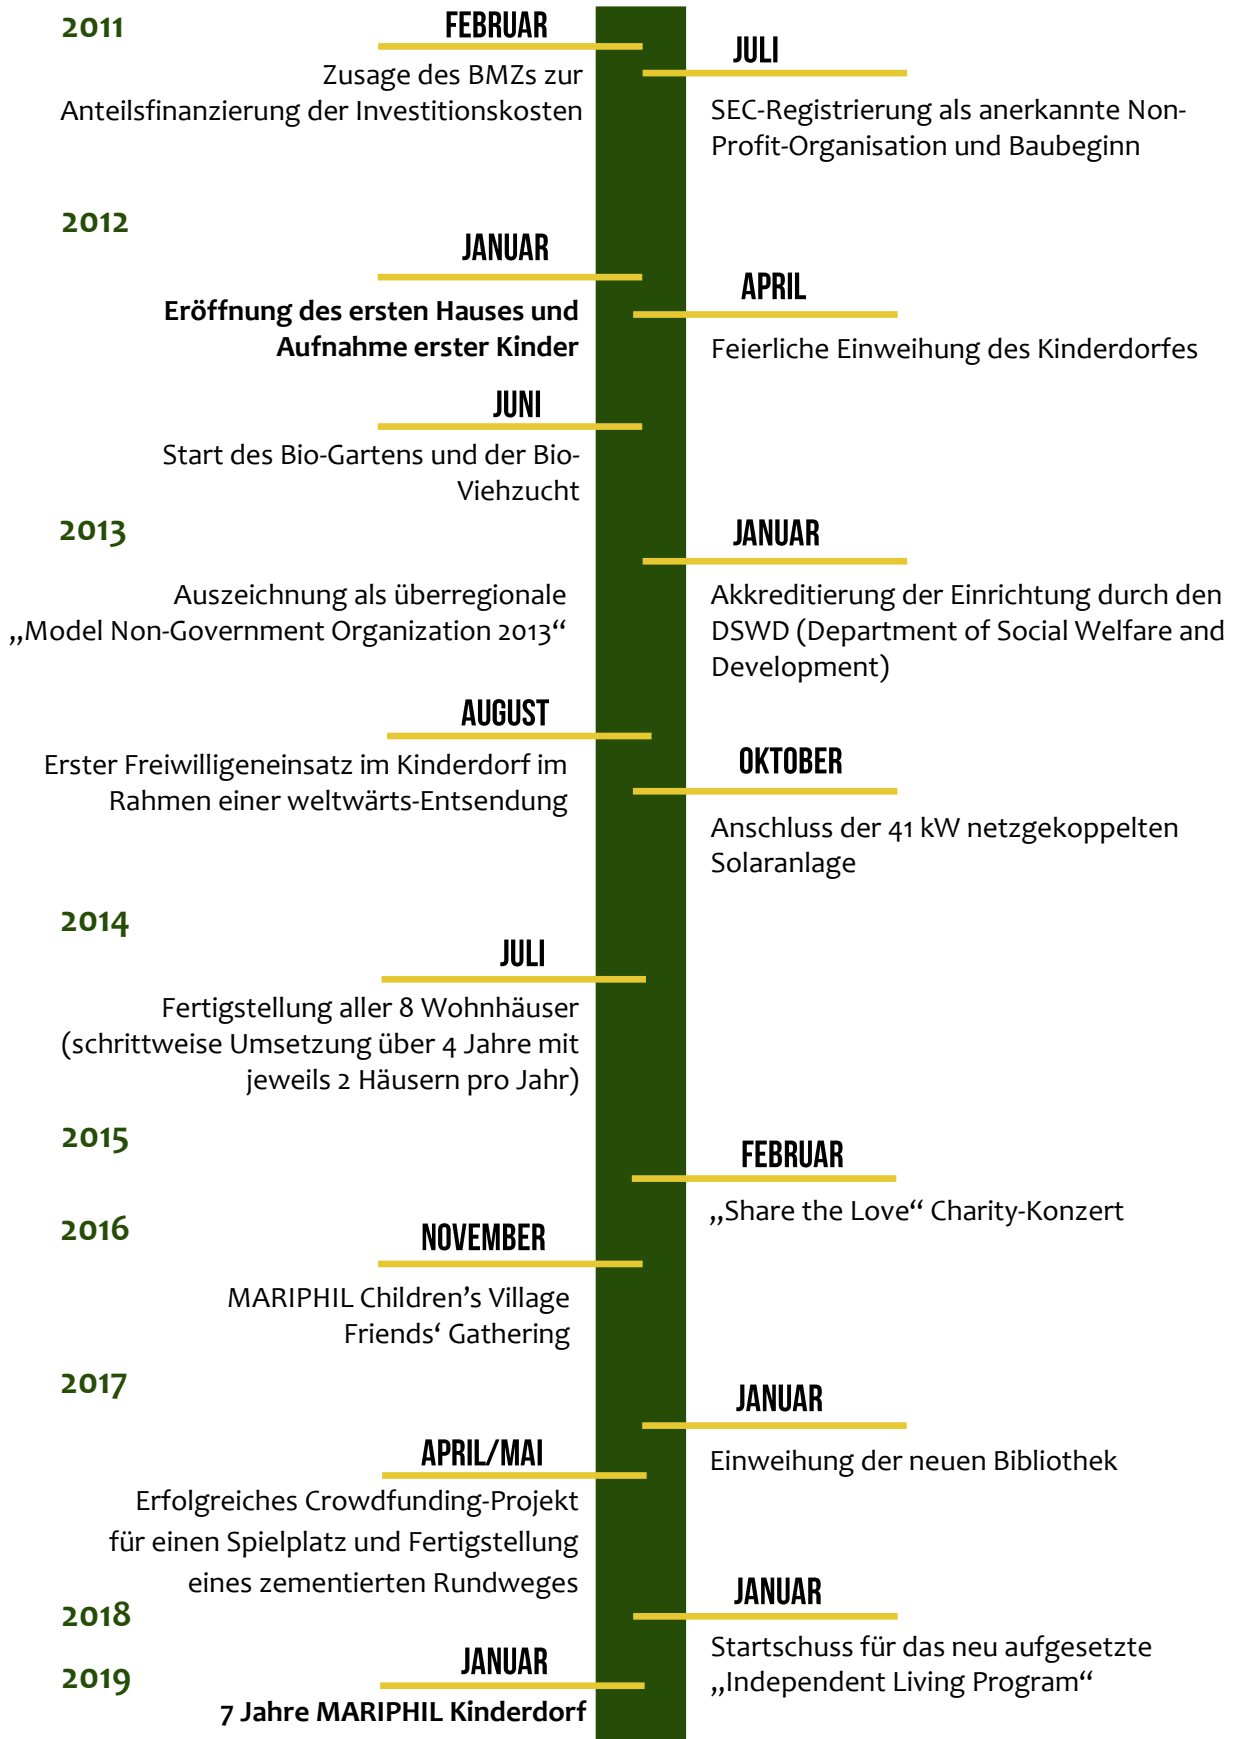 2011
FEBRUAR
Zusage des BMZs zur
Anteilsfinanzierung der Investitionskosten
JULI
SEC-Registrierung als anerkannte Non-
Profit-Organisation und Baubeginn
2012
JANUAR
Eröffnung des ersten Hauses und
Aufnahme erster Kinder
APRIL
Feierliche Einweihung des Kinderdorfes
JUNI
Start des Bio-Gartens und der Bio-
Viehzucht
2013
JANUAR
Akkreditierung der Einrichtung durch den
DSWD (Department of Social Welfare and
Development)
Auszeichnung als überregionale
„Model Non-Government Organization 2013“
AUGUST
Erster Freiwilligeneinsatz im Kinderdorf im
Rahmen einer weltwärts-Entsendung
OKTOBER
Anschluss der 41 kW netzgekoppelten
Solaranlage
2014
JULI
Fertigstellung aller 8 Wohnhäuser
(schrittweise Umsetzung über 4 Jahre mit
jeweils 2 Häusern pro Jahr)
2015
FEBRUAR
„Share the Love“ Charity-Konzert
2016
NOVEMBER
MARIPHIL Children’s Village
Friends‘ Gathering
2017
JANUAR
Einweihung der neuen Bibliothek
APRIL/MAI
Erfolgreiches Crowdfunding-Projekt
für einen Spielplatz und Fertigstellung
eines zementierten Rundweges
2018
JANUAR
Startschuss für das neu aufgesetzte
„Independent Living Program“
2019
JANUAR
7 Jahre MARIPHIL Kinderdorf